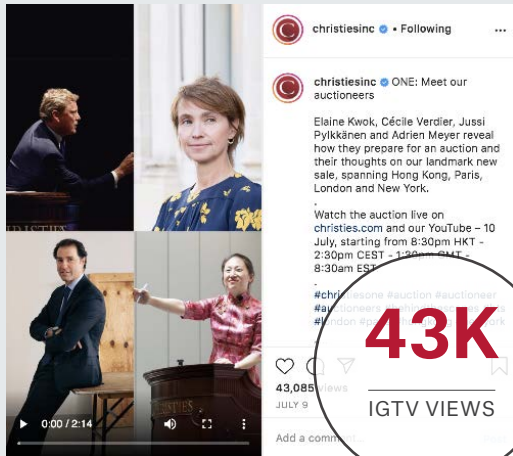 christiesinc • Following
...
christiesinc ONE: Meet our
auctioneers
Elaine Kwok, Cécile Verdier, Jussi
Pylkkänen and Adrien Meyer reveal
how they prepare for an auction and
their thoughts on our landmark new
sale, spanning Hong Kong, Paris,
London and New York.
.
Watch the auction live on
christies.com and our YouTube – 10
July, starting from 8:30pm HKT -
2:30pm CEST - 1:30pm GMT -
8:30am EST
.
#christiesone #auction #auctioneer
43K
IGTV VIEWS
43,085 views
JULY 9
Add a comment...
0:00 / 2:14